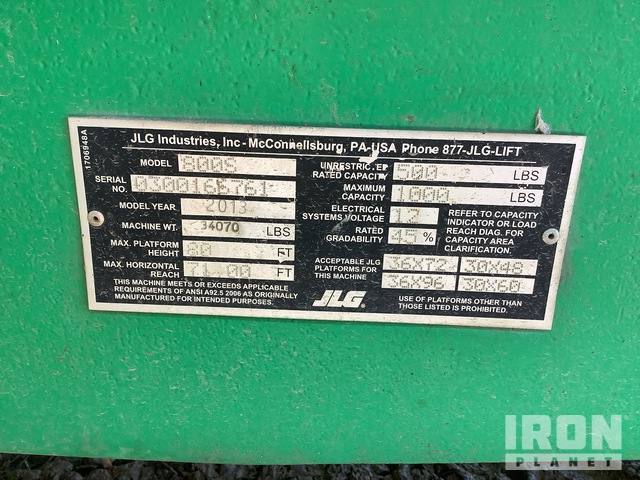 1706948A
JLG Industries, Inc - McConnellsburg, PA-USA Phone 877-JLG-LIFT
MODEL 800S
SERIAL NO. 0300166761
MODEL YEAR 2013
MACHINE WT. 34070 LBS
MAX. PLATFORM HEIGHT 80 FT
MAX. HORIZONTAL REACH FT
THIS MACHINE MEETS OR EXCEEDS APPLICABLE
REQUIREMENTS OF ANSI A92.5 2006 AS ORIGINALLY
MANUFACTURED FOR INTENDED PURPOSES.
UNRESTRICTED RATED CAPACITY 500 LBS
MAXIMUM CAPACITY 1000 LBS
ELECTRICAL SYSTEMS VOLTAGE 12
RATED GRADABILITY 45 %
REFER TO CAPACITY
INDICATOR OR LOAD
REACH DIAG. FOR
CAPACITY AREA
CLARIFICATION.
ACCEPTABLE JLG
PLATFORMS FOR
THIS MACHINE
36X72 30X48
36X96 30X60
JLG.
USE OF PLATFORMS OTHER THAN
THOSE LISTED IS PROHIBITED.
IRON
PLANET